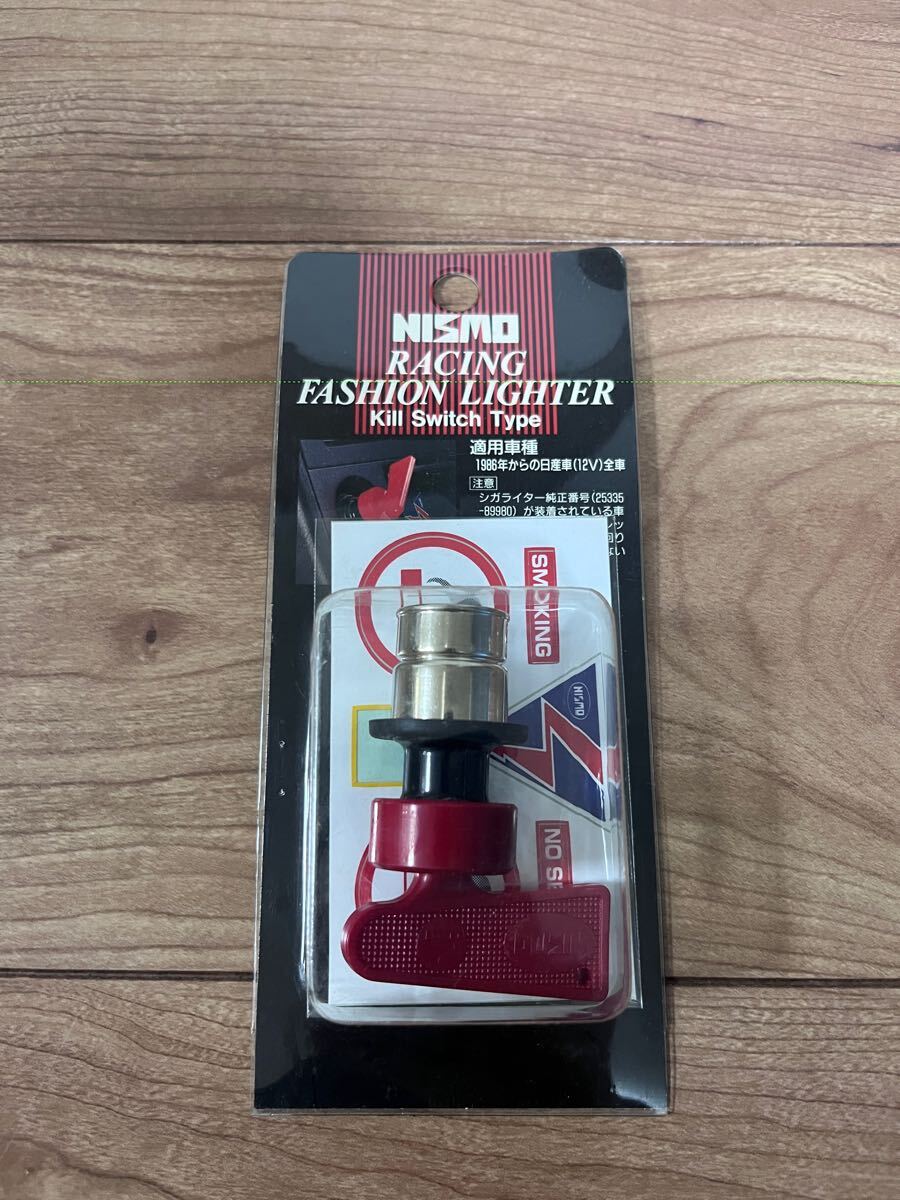 NISMO
RACING
FASHION LIGHTER
Kill Switch Type
適用車種
1986年からの日産車(12V)全車
注意
シガライター純正番号(25335
-89980)が装着されている車
SMOKING
NISMO
NO